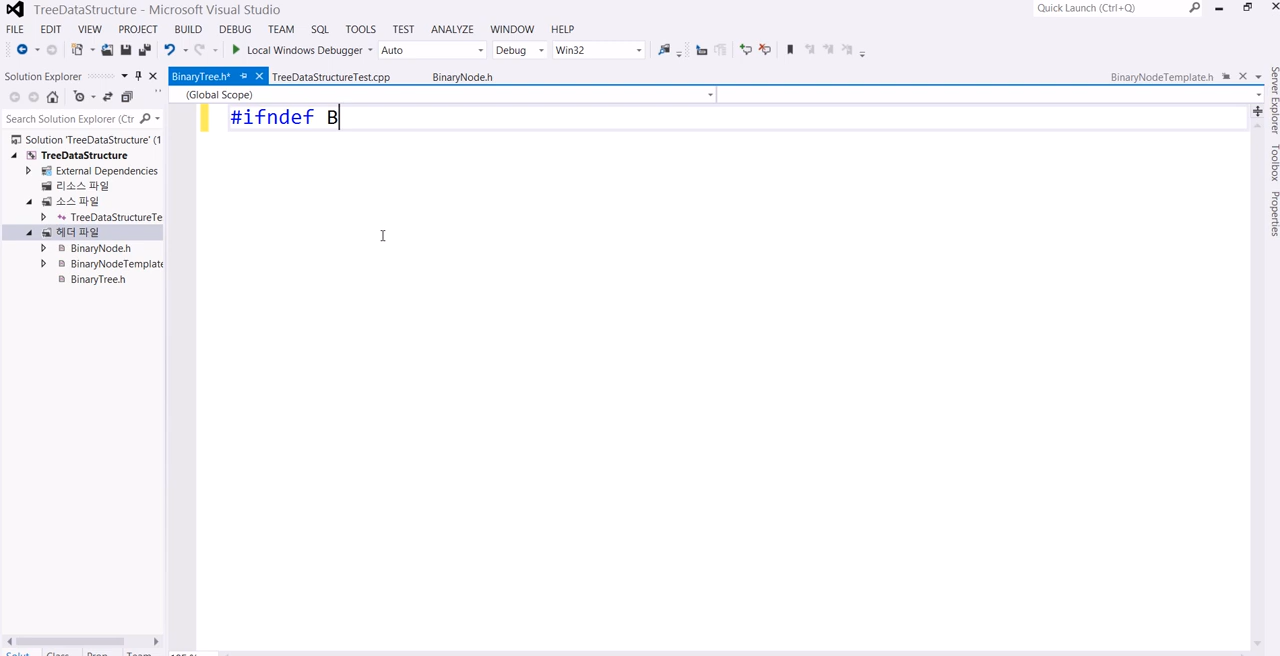 TreeDataStructure - Microsoft Visual Studio
Quick Launch (Ctrl+Q)
FILE EDIT VIEW PROJECT BUILD DEBUG TEAM SQL TOOLS TEST ANALYZE WINDOW HELP
Local Windows Debugger Auto Debug Win32
Solution Explorer
BinaryTree.h* TreeDataStructureTest.cpp BinaryNode.h BinaryNodeTemplate.h
(Global Scope)
Search Solution Explorer (Ctr
#ifndef B
Solution 'TreeDataStructure' (1
TreeDataStructure
External Dependencies
리소스 파일
소스 파일
TreeDataStructureTe
헤더 파일
BinaryNode.h
BinaryNodeTemplate
BinaryTree.h
Server Explorer
Toolbox
Properties